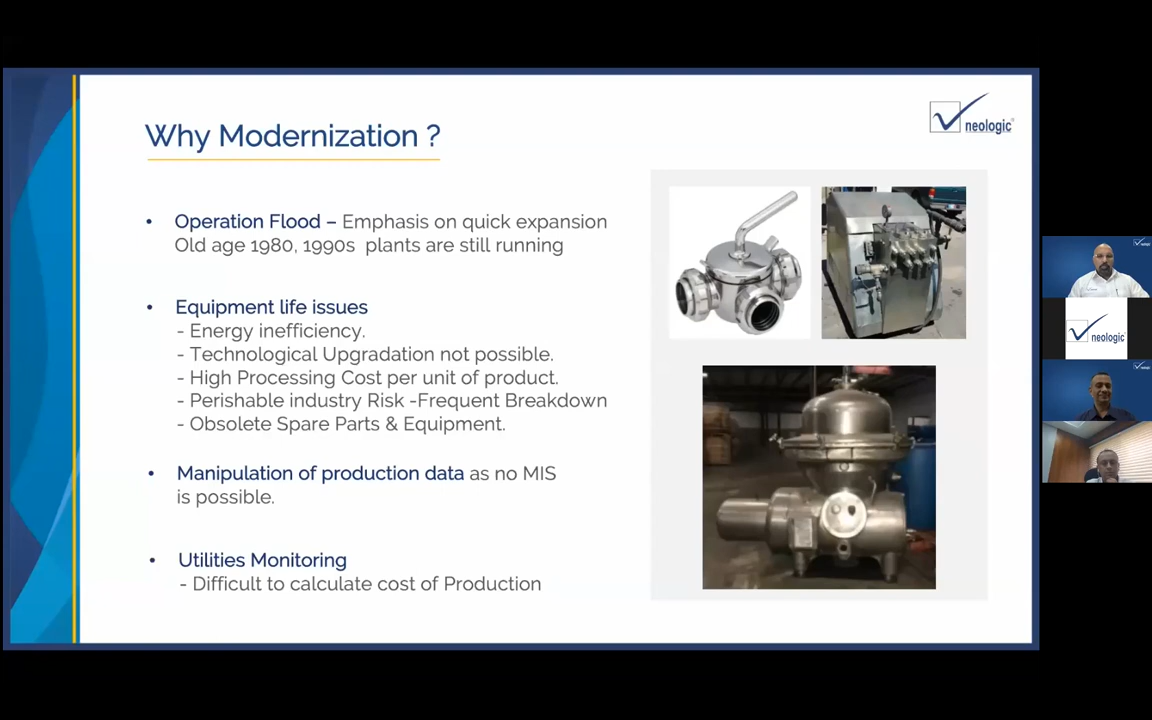 Why Modernization ?
neologic
• Operation Flood – Emphasis on quick expansion
Old age 1980, 1990s plants are still running
• Equipment life issues
- Energy inefficiency.
- Technological Upgradation not possible.
- High Processing Cost per unit of product.
- Perishable industry Risk -Frequent Breakdown
- Obsolete Spare Parts & Equipment.
• Manipulation of production data as no MIS
is possible.
• Utilities Monitoring
- Difficult to calculate cost of Production
neologic